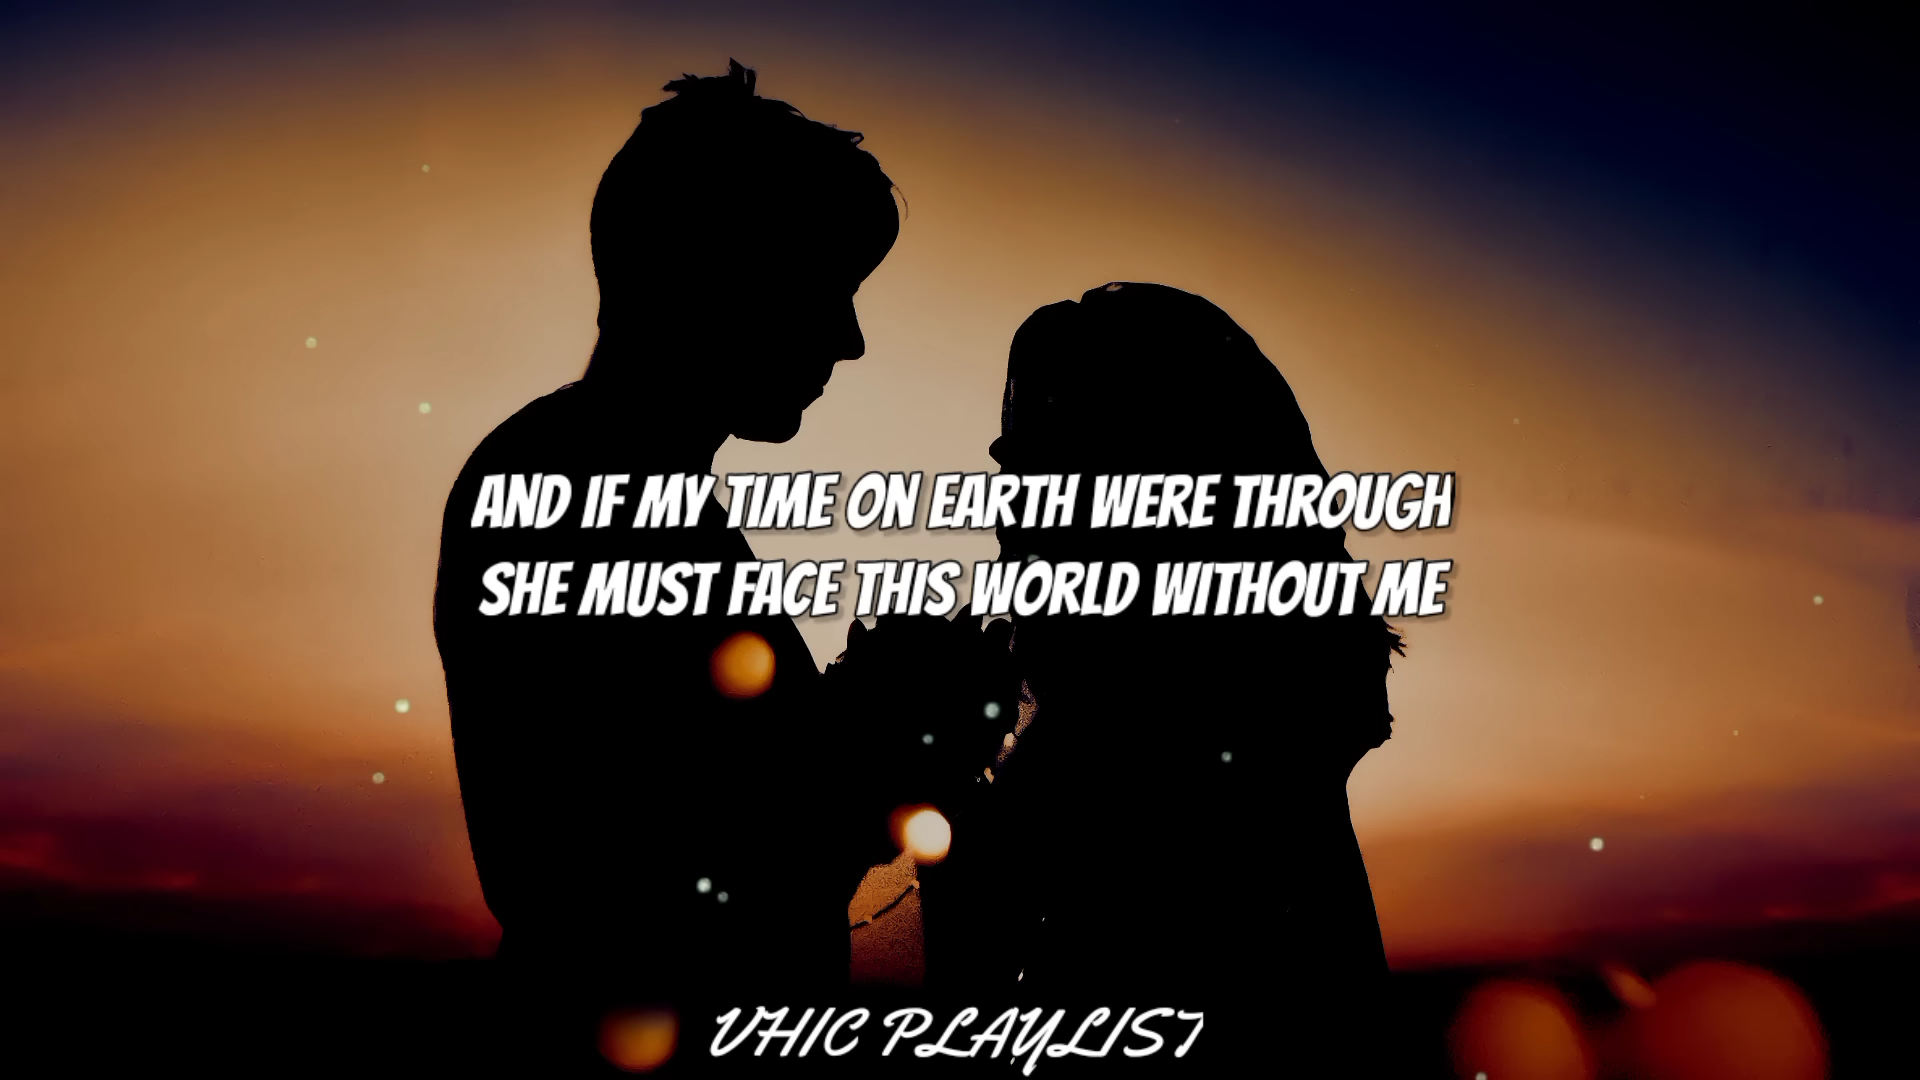 AND IF MY TIME ON EARTH WERE THROUGH
SHE MUST FACE THIS WORLD WITHOUT ME
VHIC PLAYLIST